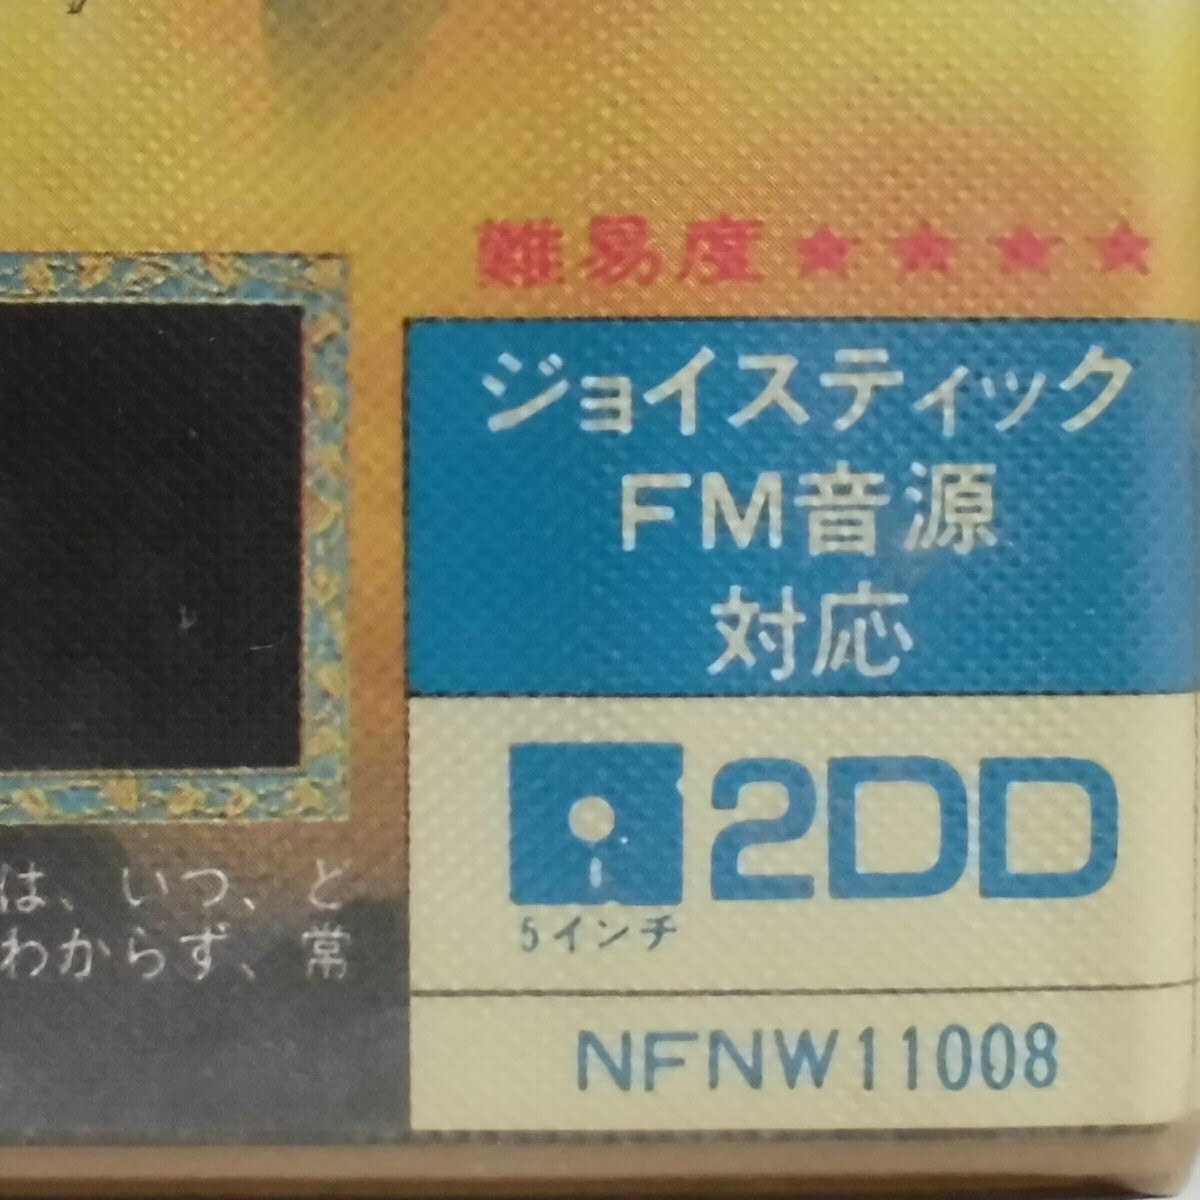 難易度★★★★
ジョイスティック
FM音源
対応
2DD
5インチ
は、いつ、ど
わからず、常
NFNW11008